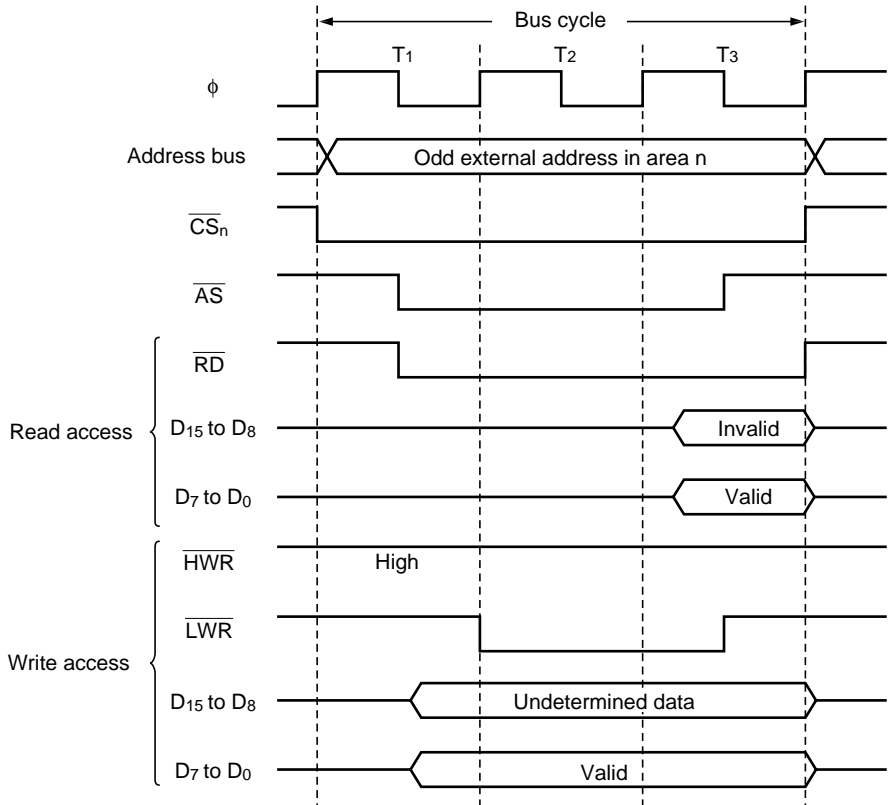 Bus cycle
T1 T2 T3
ϕ
Address bus Odd external address in area n
CSn
AS
RD
Read access
D15 to D8 Invalid
D7 to D0 Valid
HWR High
LWR
Write access
D15 to D8 Undetermined data
D7 to D0 Valid